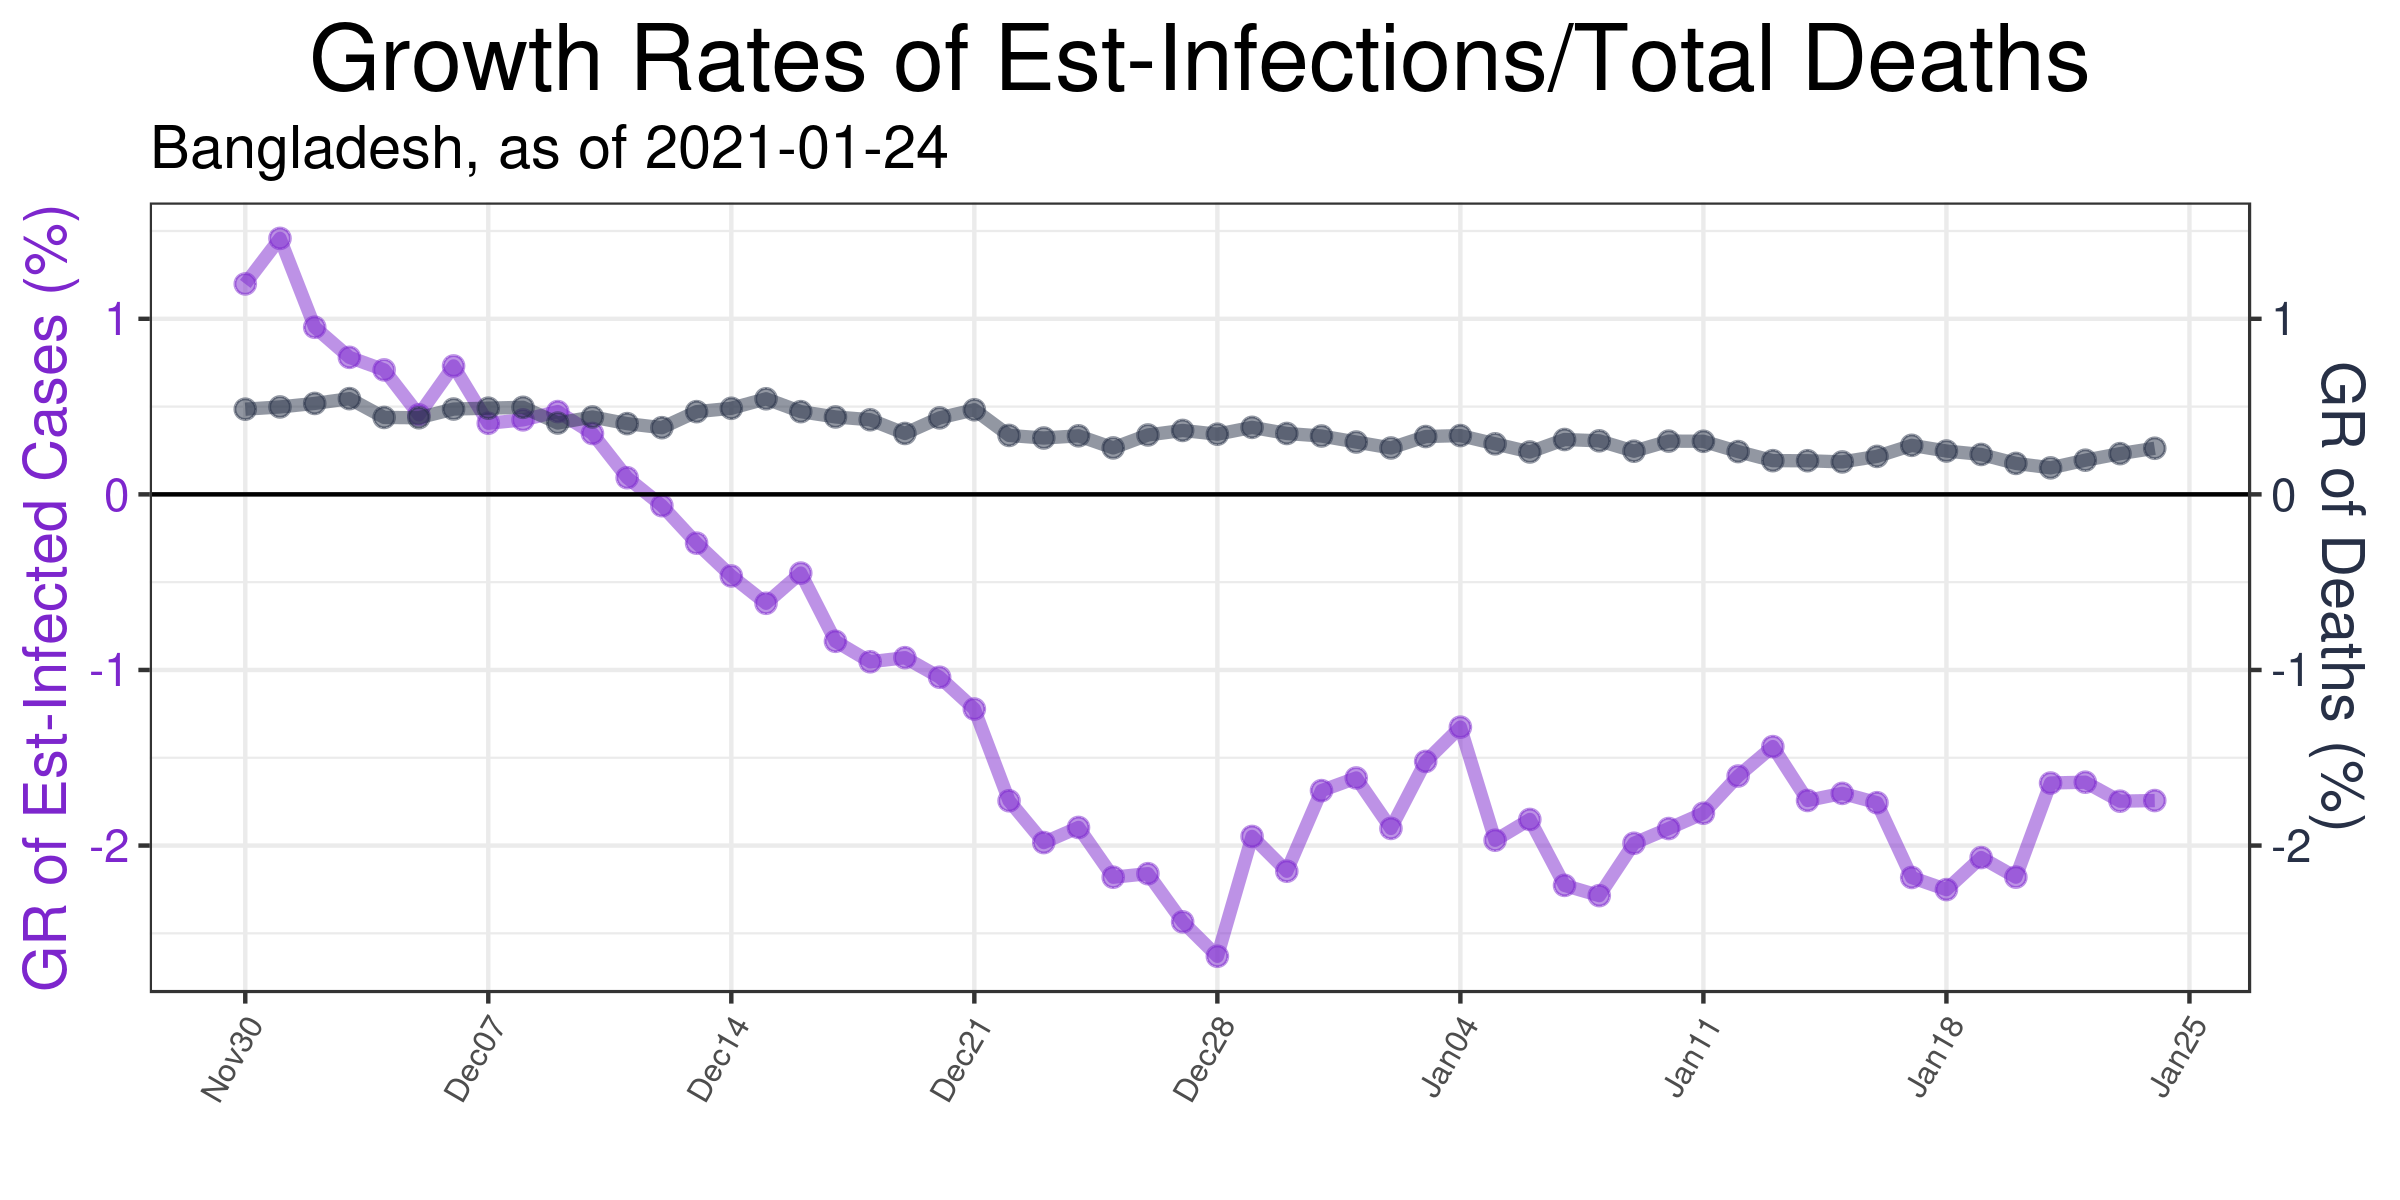 Growth Rates of Est-Infections/Total Deaths
Bangladesh, as of 2021-01-24
GR of Est-Infected Cases (%)
1
0
-1
-2
1
0
-1
-2
GR of Deaths (%)
Nov30
Dec07
Dec14
Dec21
Dec28
Jan04
Jan11
Jan18
Jan25